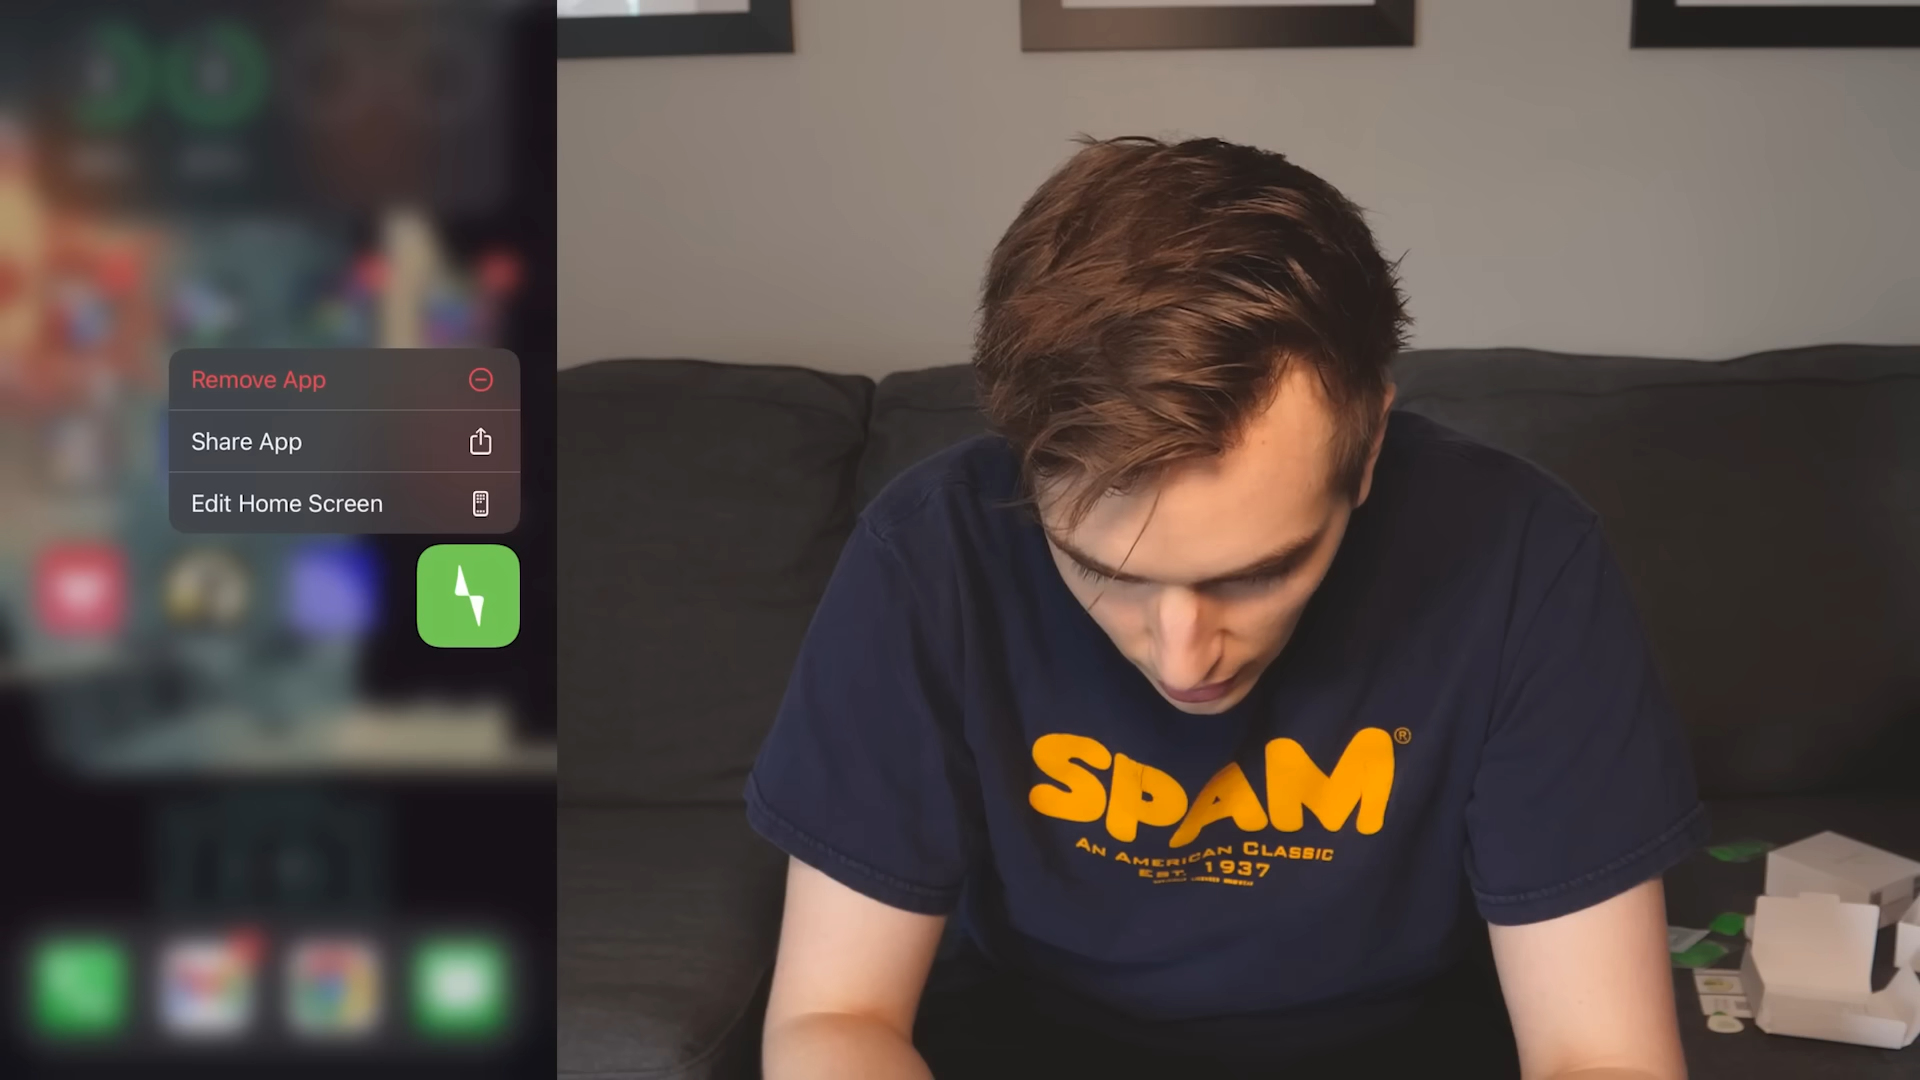 Remove App
Share App
Edit Home Screen
SPAM®
AN AMERICAN CLASSIC
EST. 1937